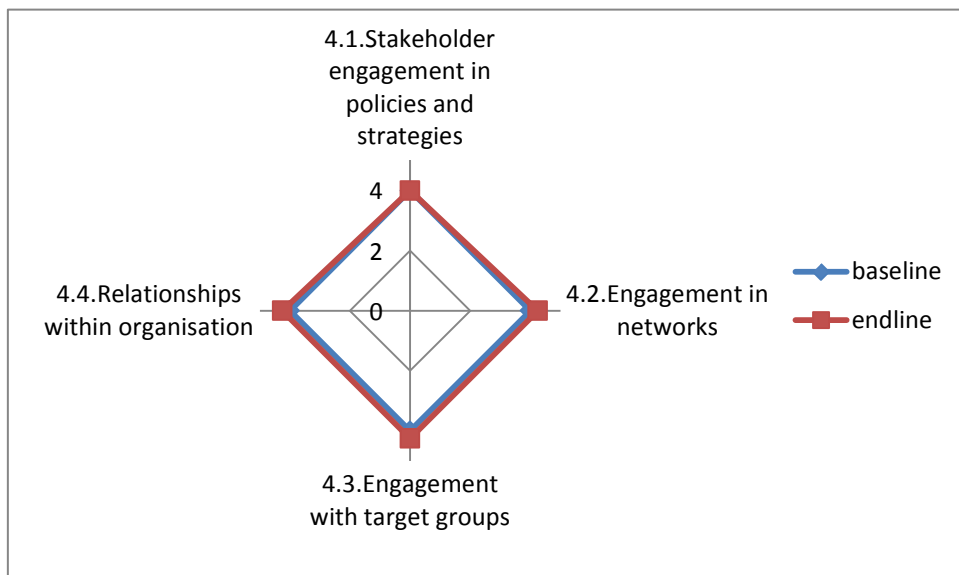 4.1.Stakeholder
engagement in
policies and
strategies
4
2
0
4.4.Relationships
within organisation
4.2.Engagement in
networks
4.3.Engagement
with target groups
baseline
endline